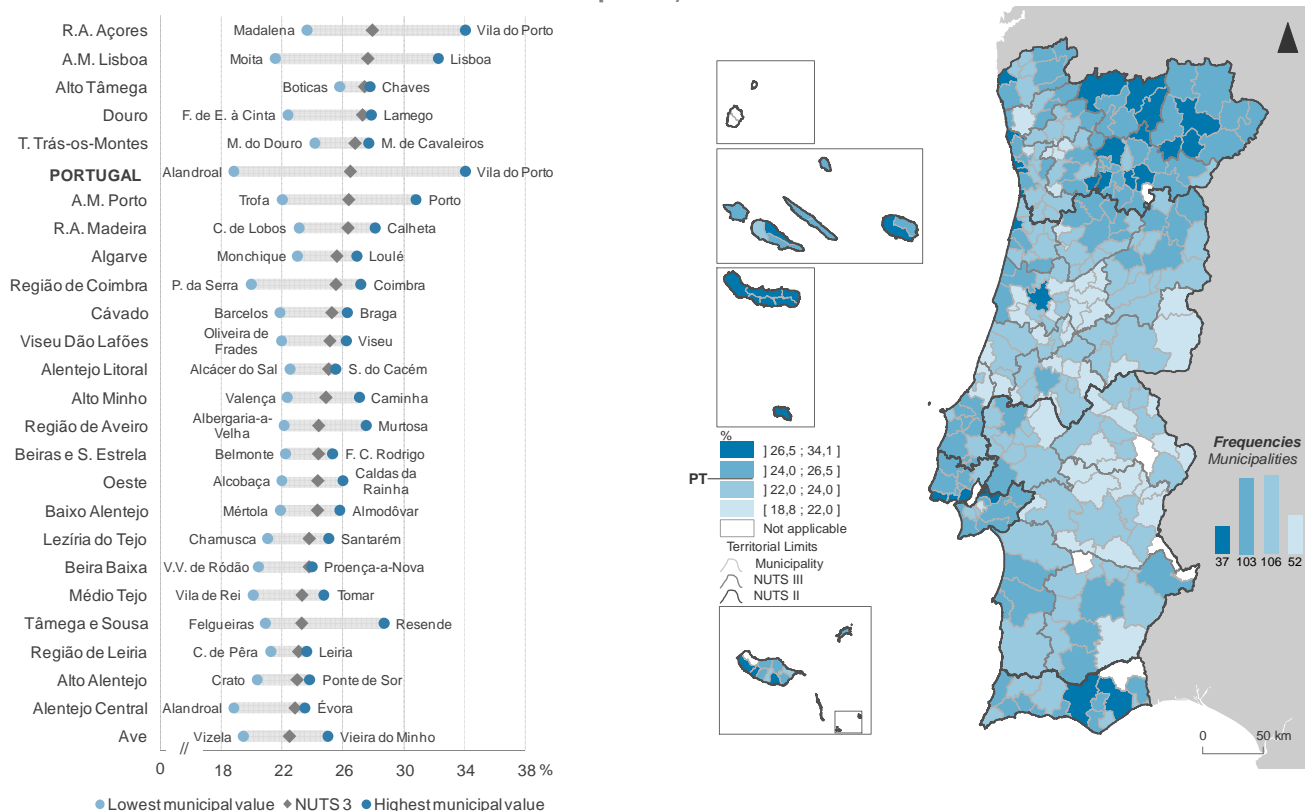 R.A. Açores Madalena Vila do Porto
A.M. Lisboa Moita Lisboa
Alto Tâmega Boticas Chaves
Douro F. de E. à Cinta Lamego
T. Trás-os-Montes M. do Douro M. de Cavaleiros
PORTUGAL Alandroal Vila do Porto
A.M. Porto Trofa Porto
R.A. Madeira C. de Lobos Calheta
Algarve Monchique Loulé
Região de Coimbra P. da Serra Coimbra
Cávado Barcelos Braga
Viseu Dão Lafões Oliveira de Frades Viseu
Alentejo Litoral Alcácer do Sal S. do Cacém
Alto Minho Valença Caminha
Região de Aveiro Albergaria-a-Velha Murtosa
Beiras e S. Estrela Belmonte F. C. Rodrigo
Oeste Alcobaça Caldas da Rainha
Baixo Alentejo Mértola Almodôvar
Lezíria do Tejo Chamusca Santarém
Beira Baixa V.V. de Ródão Proença-a-Nova
Médio Tejo Vila de Rei Tomar
Tâmega e Sousa Felgueiras Resende
Região de Leiria C. de Pêra Leiria
Alto Alentejo Crato Ponte de Sor
Alentejo Central Alandroal Évora
Ave Vizela Vieira do Minho
//
0 18 22 26 30 34 38 %
Lowest municipal value NUTS 3 Highest municipal value
%
] 26,5 ; 34,1 ]
] 24,0 ; 26,5 ]
PT
] 22,0 ; 24,0 ]
[ 18,8 ; 22,0 ]
Not applicable
Territorial Limits
Municipality
NUTS III
NUTS II
Frequencies
Municipalities
37 103 106 52
0 50 km